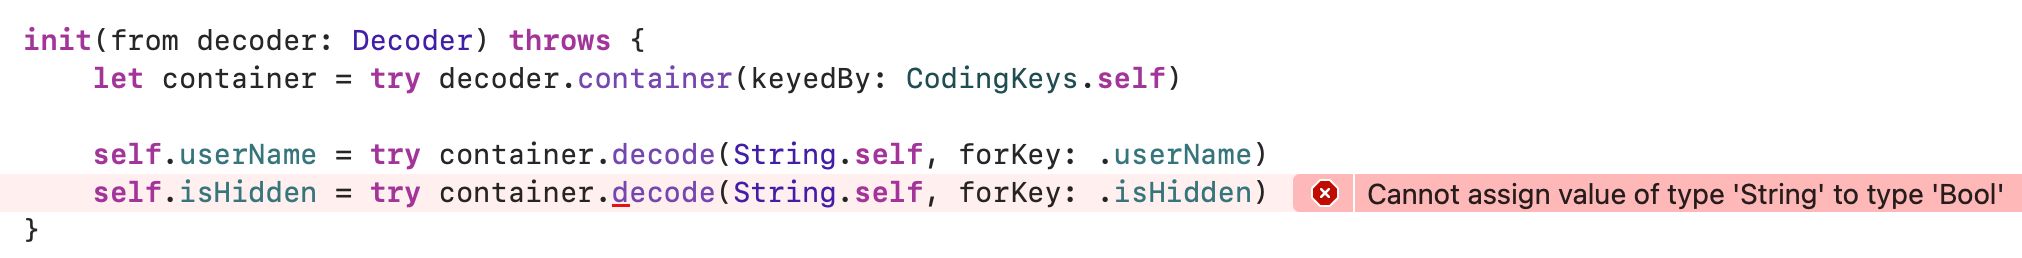 init(from decoder: Decoder) throws {
    let container = try decoder.container(keyedBy: CodingKeys.self)

    self.userName = try container.decode(String.self, forKey: .userName)
    self.isHidden = try container.decode(String.self, forKey: .isHidden) Cannot assign value of type 'String' to type 'Bool'
}